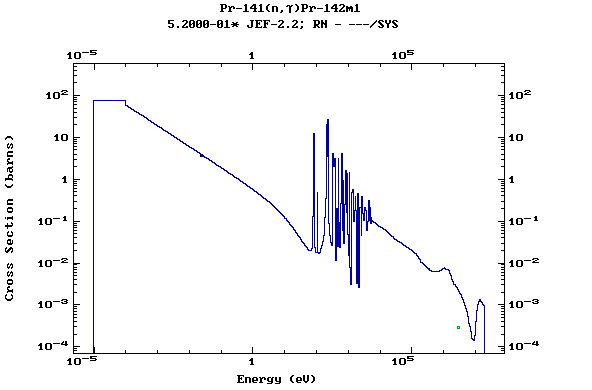 Pr-141(n,γ)Pr-142m1
5.2000-01* JEF-2.2; RN - ---/SYS
10⁻⁵ 1 10⁵
10² 10²
10 10
1 1
10⁻¹ 10⁻¹
10⁻² 10⁻²
10⁻³ 10⁻³
10⁻⁴ 10⁻⁴
Cross Section (barns)
10⁻⁵ 1 10⁵
Energy (eV)